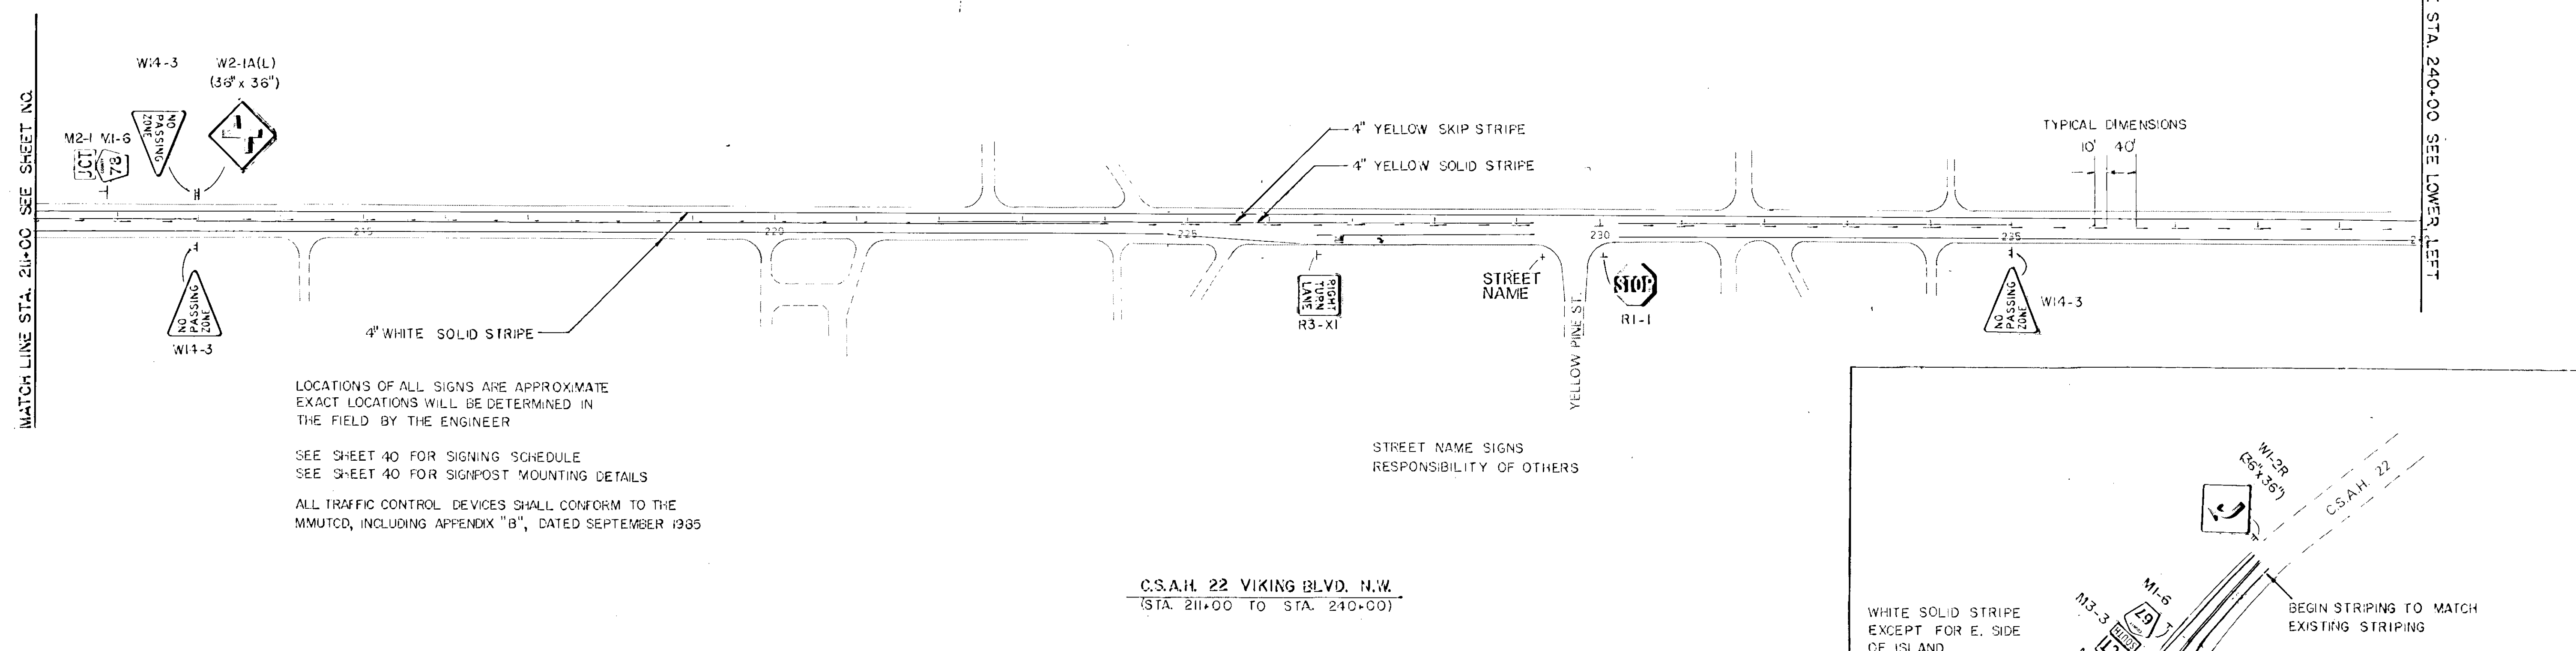 MATCH LINE STA. 211+00 SEE SHEET NO.
W14-3
W2-1A(L)
(36" x 36")
M2-1 M1-6
JCT
78
NO
PASSING
ZONE
NO
PASSING
ZONE
W14-3
4" WHITE SOLID STRIPE
215
220
225
230
235
4" YELLOW SKIP STRIPE
4" YELLOW SOLID STRIPE
RIGHT
TURN
LANE
R3-X1
STREET
NAME
YELLOW PINE ST.
STOP
R1-1
TYPICAL DIMENSIONS
10' 40'
NO
PASSING
ZONE
W14-3
STA. 240+00 SEE LOWER LEFT
LOCATIONS OF ALL SIGNS ARE APPROXIMATE
EXACT LOCATIONS WILL BE DETERMINED IN
THE FIELD BY THE ENGINEER
SEE SHEET 40 FOR SIGNING SCHEDULE
SEE SHEET 40 FOR SIGNPOST MOUNTING DETAILS
ALL TRAFFIC CONTROL DEVICES SHALL CONFORM TO THE
MMUTCD, INCLUDING APPENDIX "B", DATED SEPTEMBER 1985
STREET NAME SIGNS
RESPONSIBILITY OF OTHERS
C.S.A.H. 22 VIKING BLVD. N.W.
(STA. 211+00 TO STA. 240+00)
W1-2R
(36" x 36")
C.S.A.H. 22
M1-6
M3-3
67
SOUTH
BEGIN STRIPING TO MATCH
EXISTING STRIPING
WHITE SOLID STRIPE
EXCEPT FOR E. SIDE
OF ISLAND